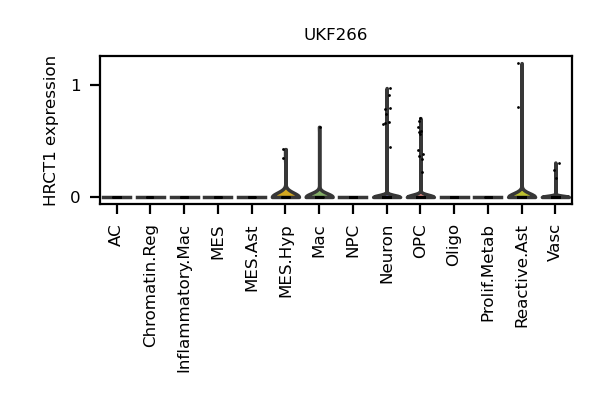 UKF266
HRCT1 expression
1
0
AC
Chromatin.Reg
Inflammatory.Mac
MES
MES.Ast
MES.Hyp
Mac
NPC
Neuron
OPC
Oligo
Prolif.Metab
Reactive.Ast
Vasc